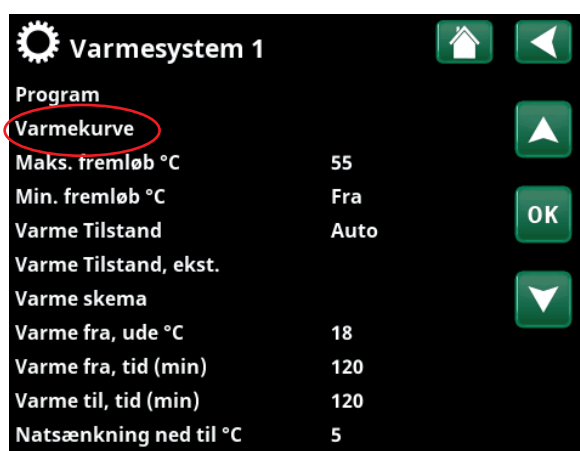 Varmesystem 1
Program
Varmekurve
Maks. fremløb °C 55
Min. fremløb °C Fra
Varme Tilstand Auto
OK
Varme Tilstand, ekst.
Varme skema
Varme fra, ude °C 18
Varme fra, tid (min) 120
Varme til, tid (min) 120
Natsænkning ned til °C 5